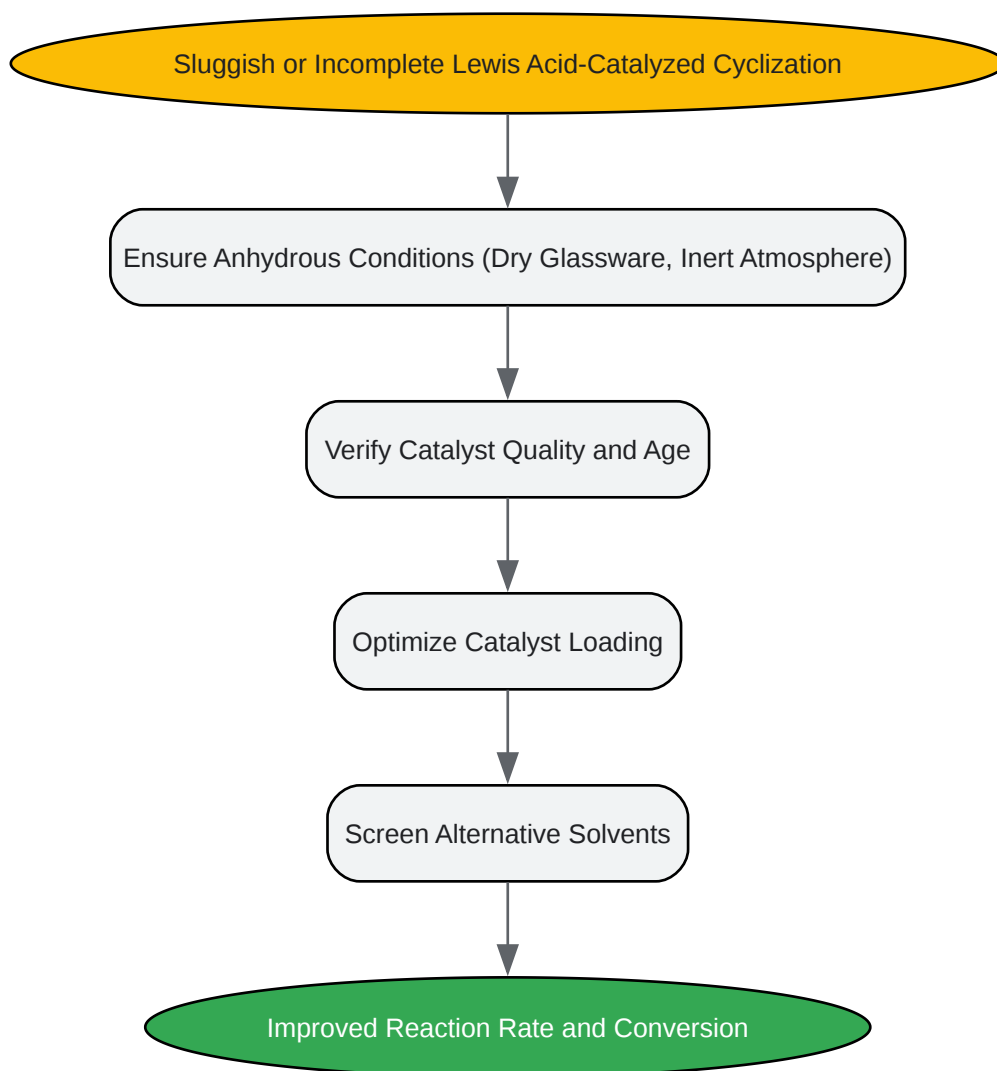 Sluggish or Incomplete Lewis Acid-Catalyzed Cyclization
Ensure Anhydrous Conditions (Dry Glassware, Inert Atmosphere)
Verify Catalyst Quality and Age
Optimize Catalyst Loading
Screen Alternative Solvents
Improved Reaction Rate and Conversion